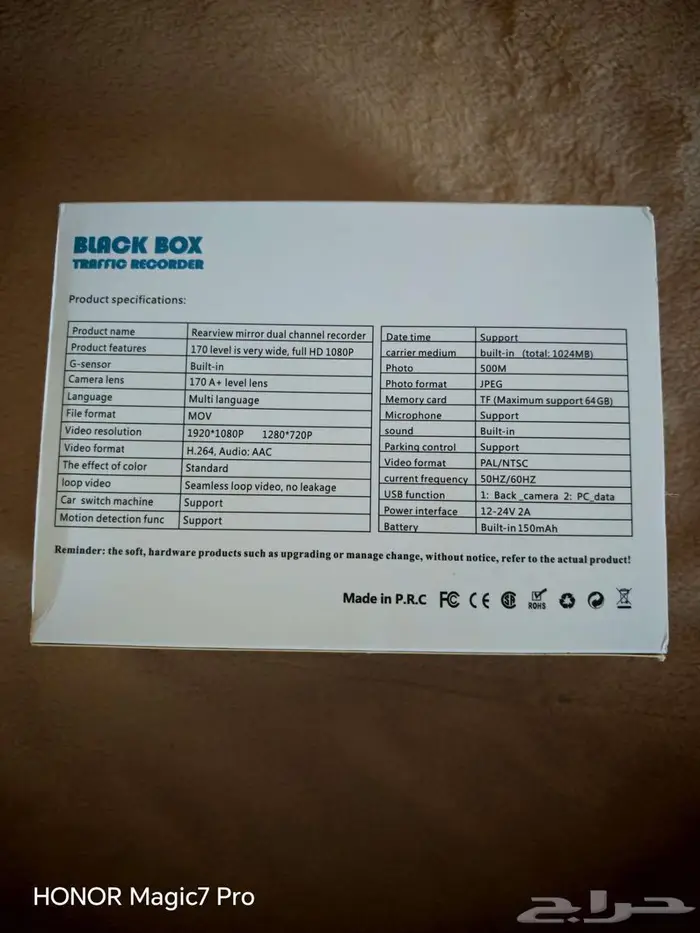 BLACK BOX
TRAFFIC RECORDER
Product specifications:
Product name Rearview mirror dual channel recorder
Product features 170 level is very wide, full HD 1080P
G-sensor Built-in
Camera lens 170 A+ level lens
Language Multi language
File format MOV
Video resolution 1920*1080P 1280*720P
Video format H.264, Audio: AAC
The effect of color Standard
loop video Seamless loop video, no leakage
Car switch machine Support
Motion detection func Support
Date time Support
carrier medium built-in (total: 1024MB)
Photo 500M
Photo format JPEG
Memory card TF (Maximum support 64GB)
Microphone Support
sound Built-in
Parking control Support
Video format PAL/NTSC
current frequency 50HZ/60HZ
USB function 1: Back_camera 2: PC_data
Power interface 12-24V 2A
Battery Built-in 150mAh
Reminder: the soft, hardware products such as upgrading or manage change, without notice, refer to the actual product!
Made in P.R.C FC CE ROHS
HONOR Magic7 Pro
حراج